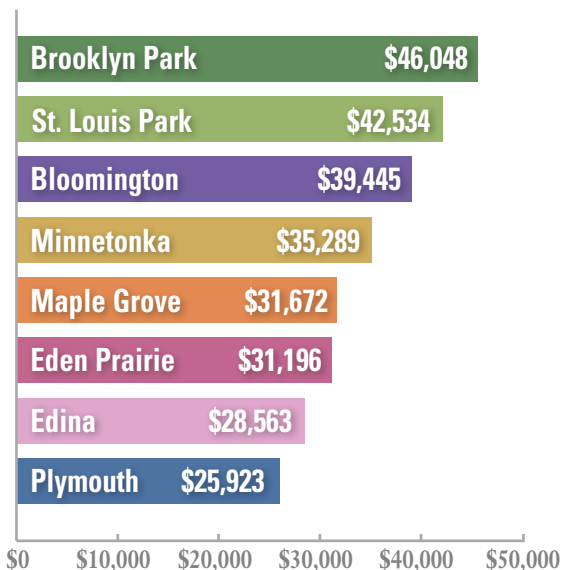 Brooklyn Park $46,048
St. Louis Park $42,534
Bloomington $39,445
Minnetonka $35,289
Maple Grove $31,672
Eden Prairie $31,196
Edina $28,563
Plymouth $25,923
$0 $10,000 $20,000 $30,000 $40,000 $50,000